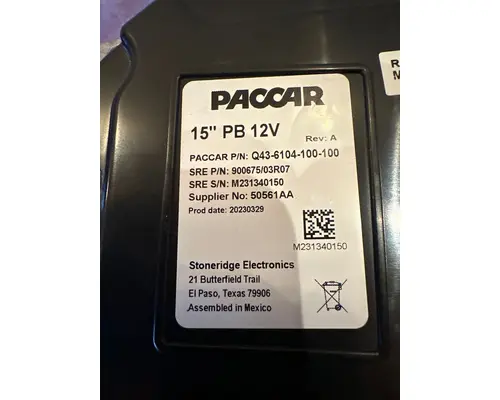 PACCAR
15" PB 12V Rev: A
PACCAR P/N: Q43-6104-100-100
SRE P/N: 900675/03R07
SRE S/N: M231340150
Supplier No: 50561AA
Prod date: 20230329
M231340150
Stoneridge Electronics
21 Butterfield Trail
El Paso, Texas 79906
Assembled in Mexico
R
M